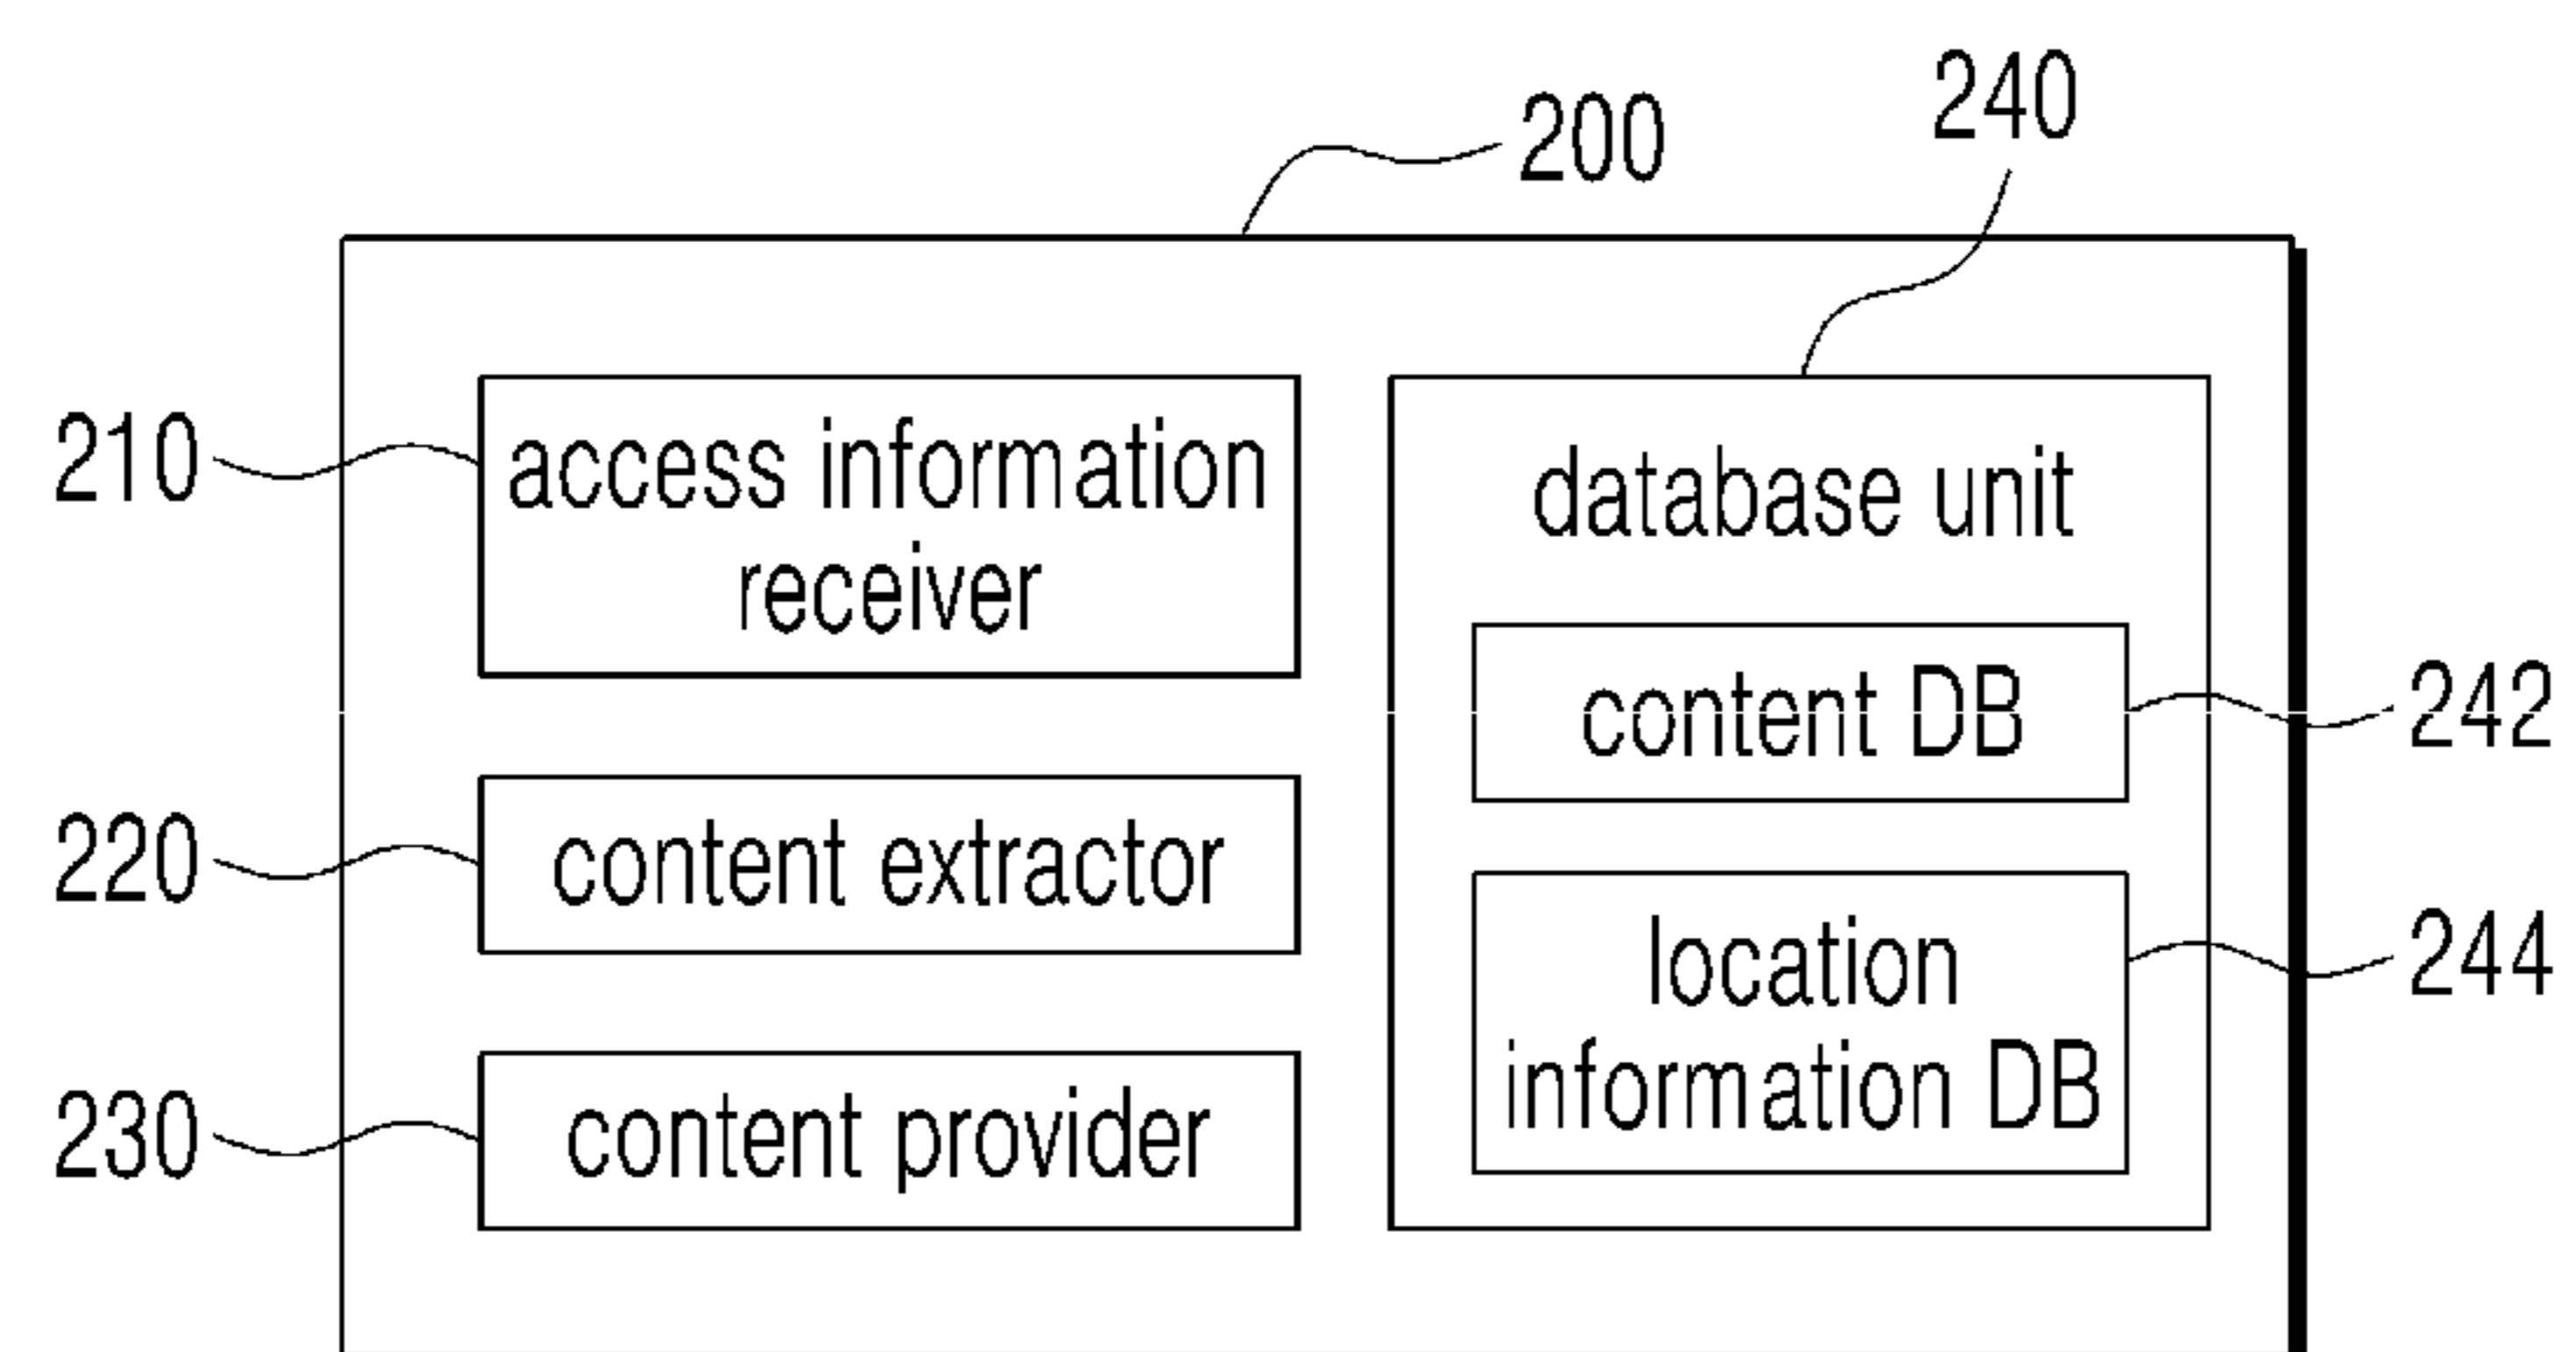 200
240
210
access information
receiver
database unit
content DB
242
220
content extractor
location
information DB
244
230
content provider